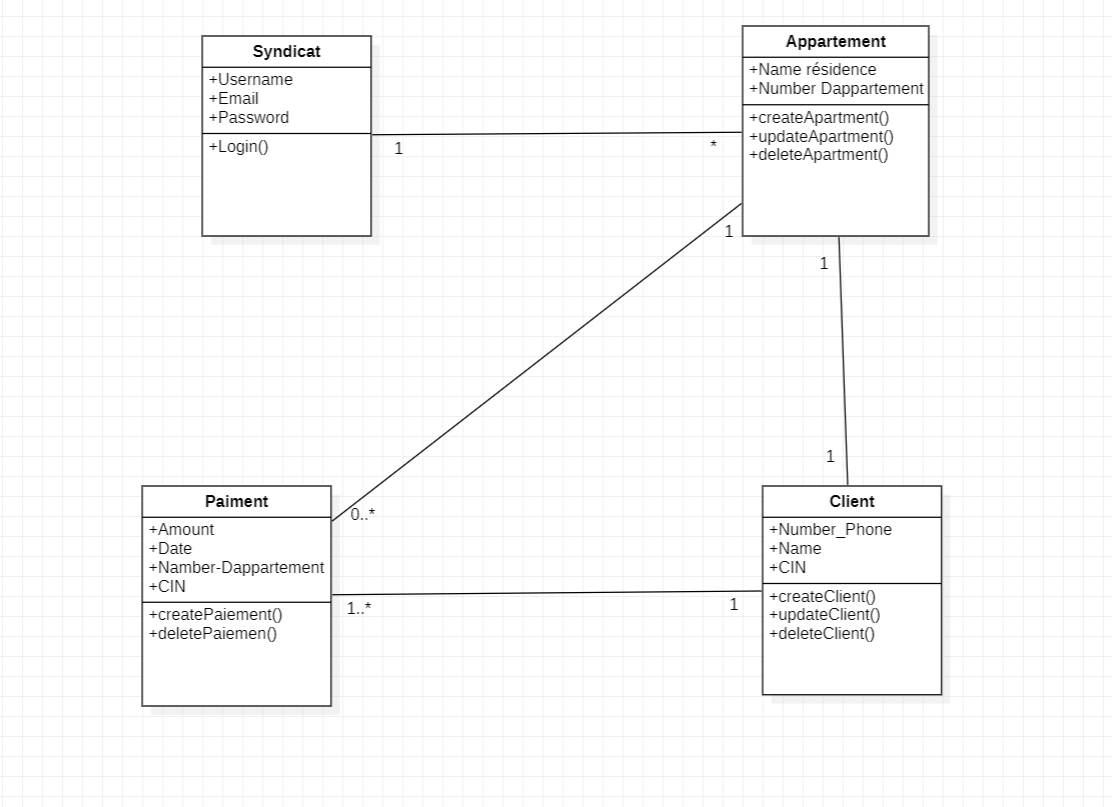 Syndicat
+Username
+Email
+Password
+Login()
Appartement
+Name résidence
+Number Dappartement
+createApartment()
+updateApartment()
+deleteApartment()
1
*
1
1
1
0..*
Paiment
+Amount
+Date
+Namber-Dappartement
+CIN
+createPaiement()
+deletePaiemen()
1..*
1
Client
+Number_Phone
+Name
+CIN
+createClient()
+updateClient()
+deleteClient()